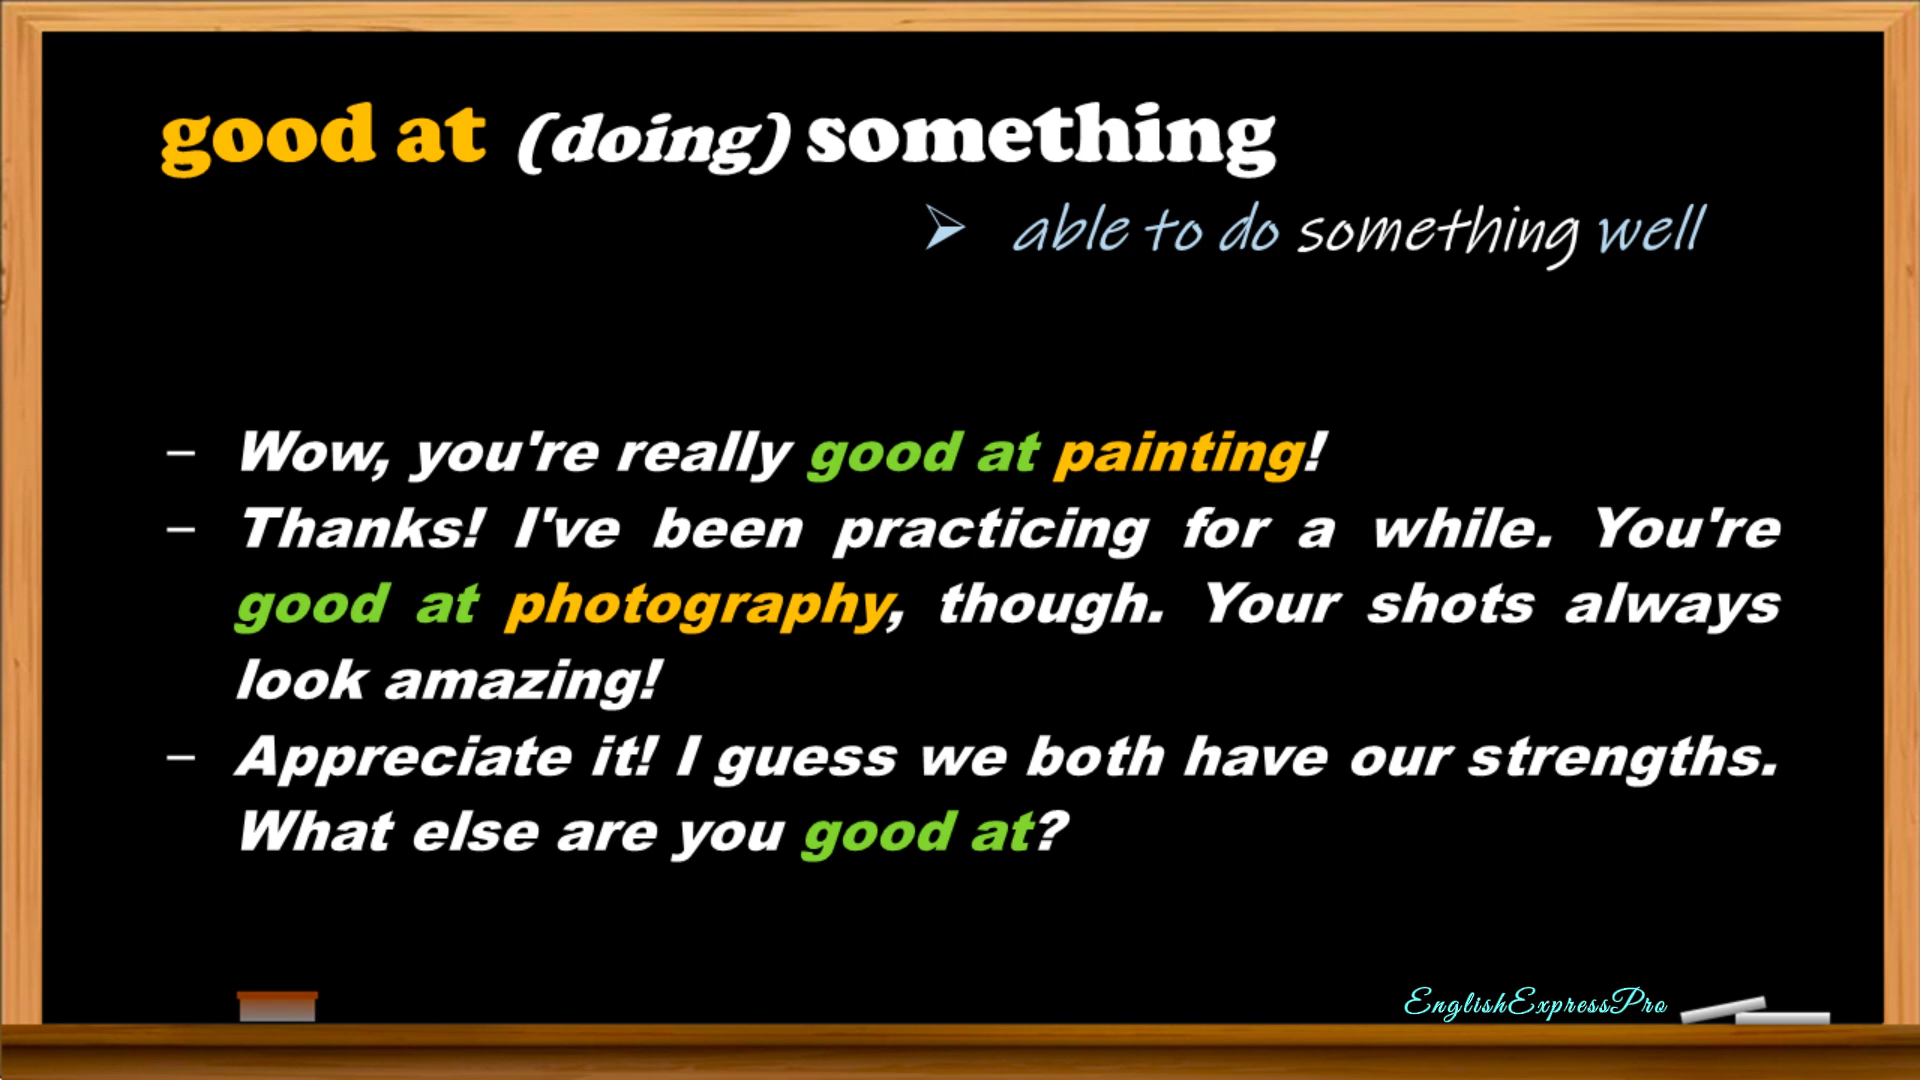 good at (doing) something
➢ able to do something well
– Wow, you're really good at painting!
– Thanks! I've been practicing for a while. You're
good at photography, though. Your shots always
look amazing!
– Appreciate it! I guess we both have our strengths.
What else are you good at?
EnglishExpressPro